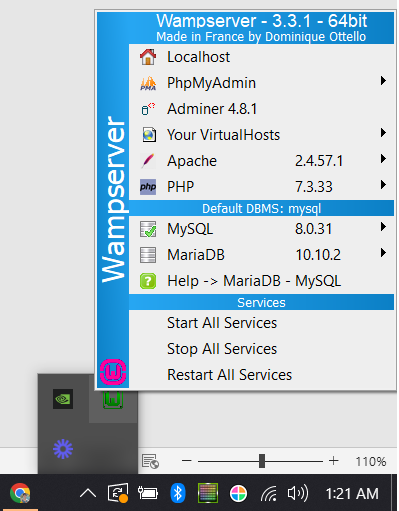 Wampserver - 3.3.1 - 64bit
Made in France by Dominique Ottello
Wampserver
Localhost
PMA PhpMyAdmin
Adminer 4.8.1
Your VirtualHosts
Apache 2.4.57.1
php PHP 7.3.33
Default DBMS: mysql
MySQL 8.0.31
MariaDB 10.10.2
? Help -> MariaDB - MySQL
Services
Start All Services
Stop All Services
Restart All Services
W
W
− + 110%
1:21 AM